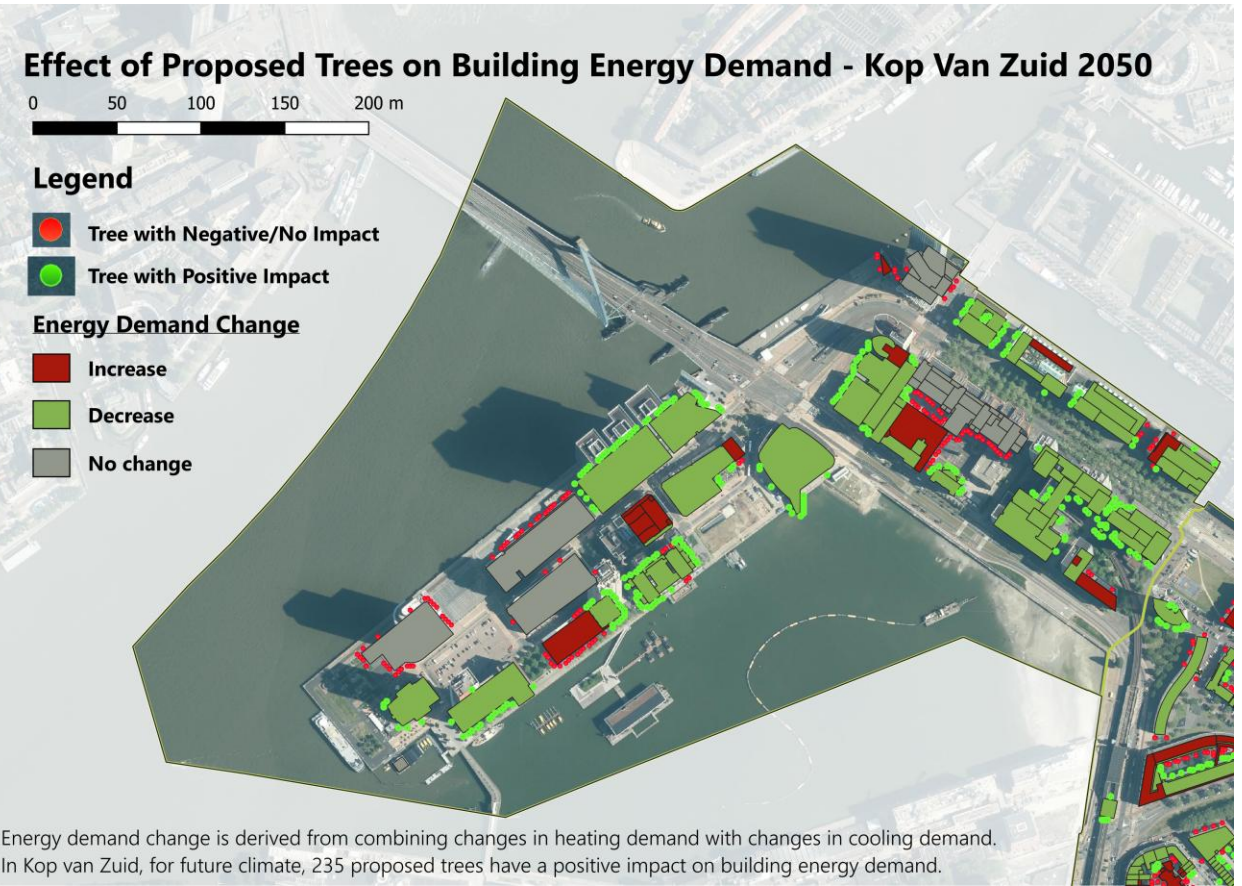 Effect of Proposed Trees on Building Energy Demand - Kop Van Zuid 2050
0 50 100 150 200 m
Legend
Tree with Negative/No Impact
Tree with Positive Impact
Energy Demand Change
Increase
Decrease
No change
Energy demand change is derived from combining changes in heating demand with changes in cooling demand.
In Kop van Zuid, for future climate, 235 proposed trees have a positive impact on building energy demand.